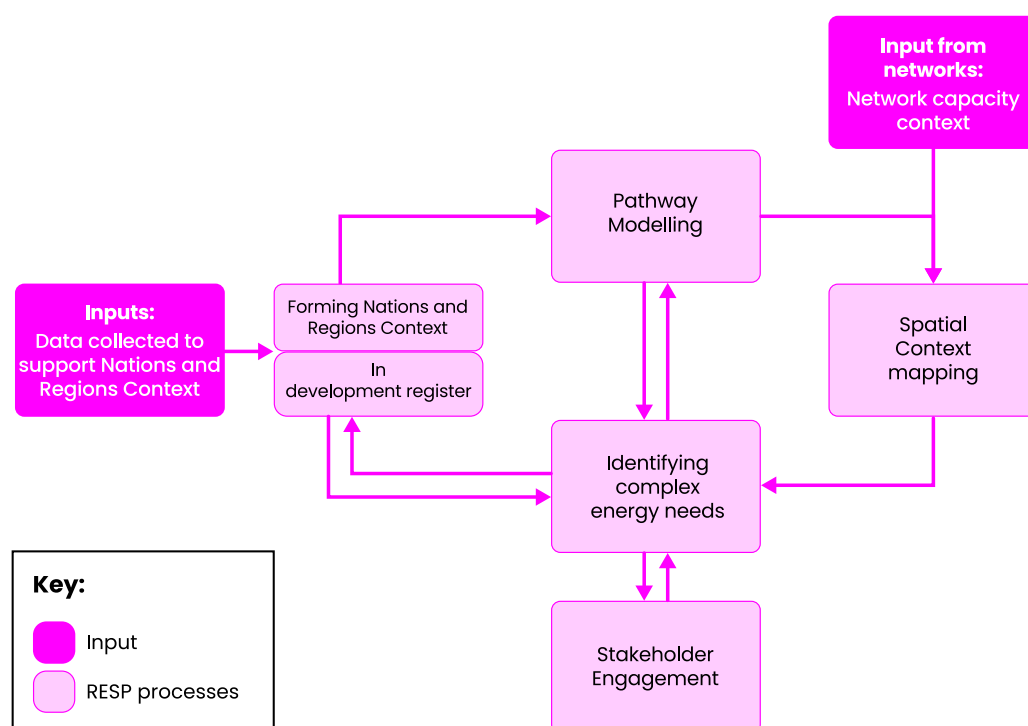 Input from
networks:
Network capacity
context
Pathway
Modelling
Inputs:
Data collected to
support Nations and
Regions Context
Forming Nations and
Regions Context
In
development register
Spatial
Context
mapping
Identifying
complex
energy needs
Stakeholder
Engagement
Key:
Input
RESP processes